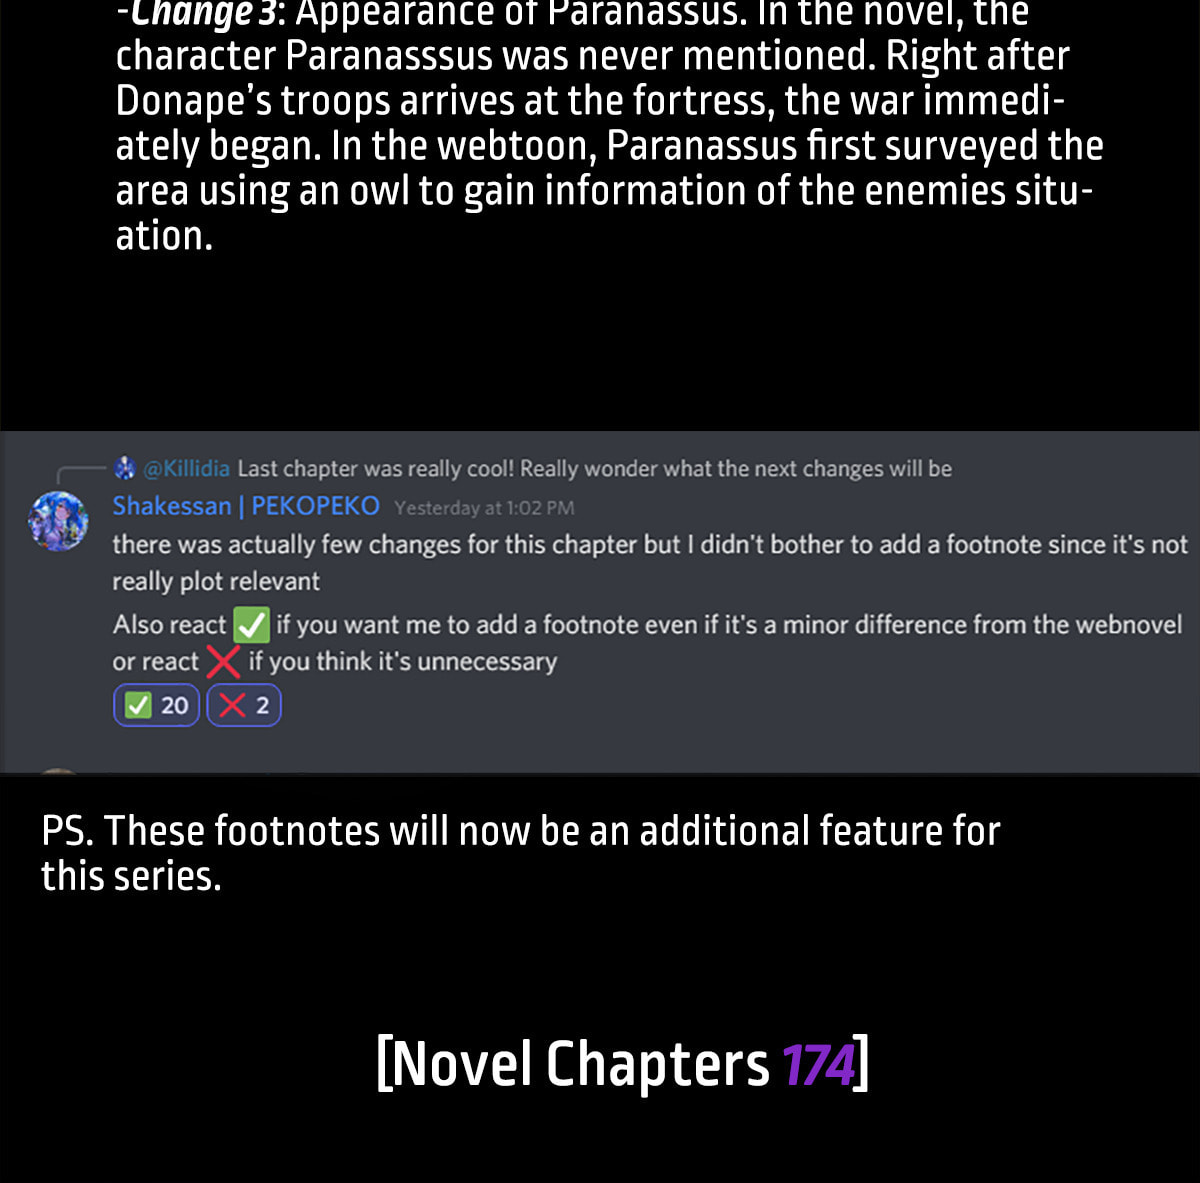 -Change 3: Appearance of Paranassus. In the novel, the
character Paranasssus was never mentioned. Right after
Donape’s troops arrives at the fortress, the war immedi-
ately began. In the webtoon, Paranassus first surveyed the
area using an owl to gain information of the enemies situ-
ation.
@Killidia Last chapter was really cool! Really wonder what the next changes will be
Shakessan | PEKOPEKO Yesterday at 1:02 PM
there was actually few changes for this chapter but I didn't bother to add a footnote since it's not
really plot relevant
Also react ✅ if you want me to add a footnote even if it's a minor difference from the webnovel
or react ❌ if you think it's unnecessary
✅ 20 ❌ 2
PS. These footnotes will now be an additional feature for
this series.
[Novel Chapters 174]